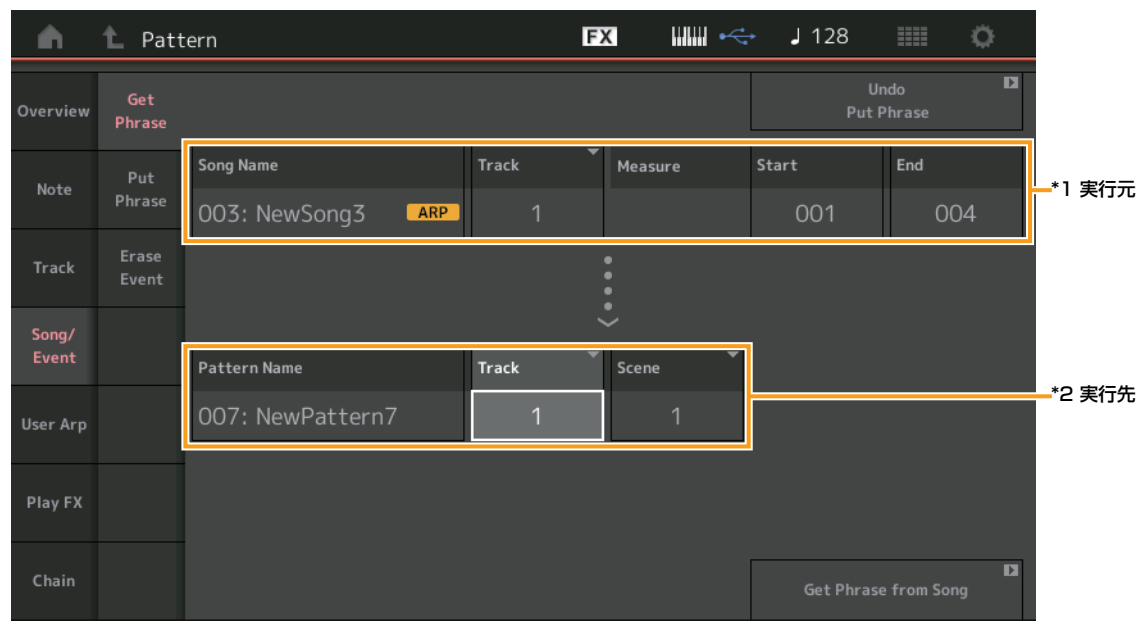 Pattern
FX
♩ 128
Overview
Get
Phrase
Undo
Put Phrase
Note
Put
Phrase
Song Name
Track
Measure
Start
End
003: NewSong3
ARP
1
001
004
*1 実行元
Track
Erase
Event
Song/
Event
Pattern Name
Track
Scene
007: NewPattern7
1
1
*2 実行先
User Arp
Play FX
Chain
Get Phrase from Song